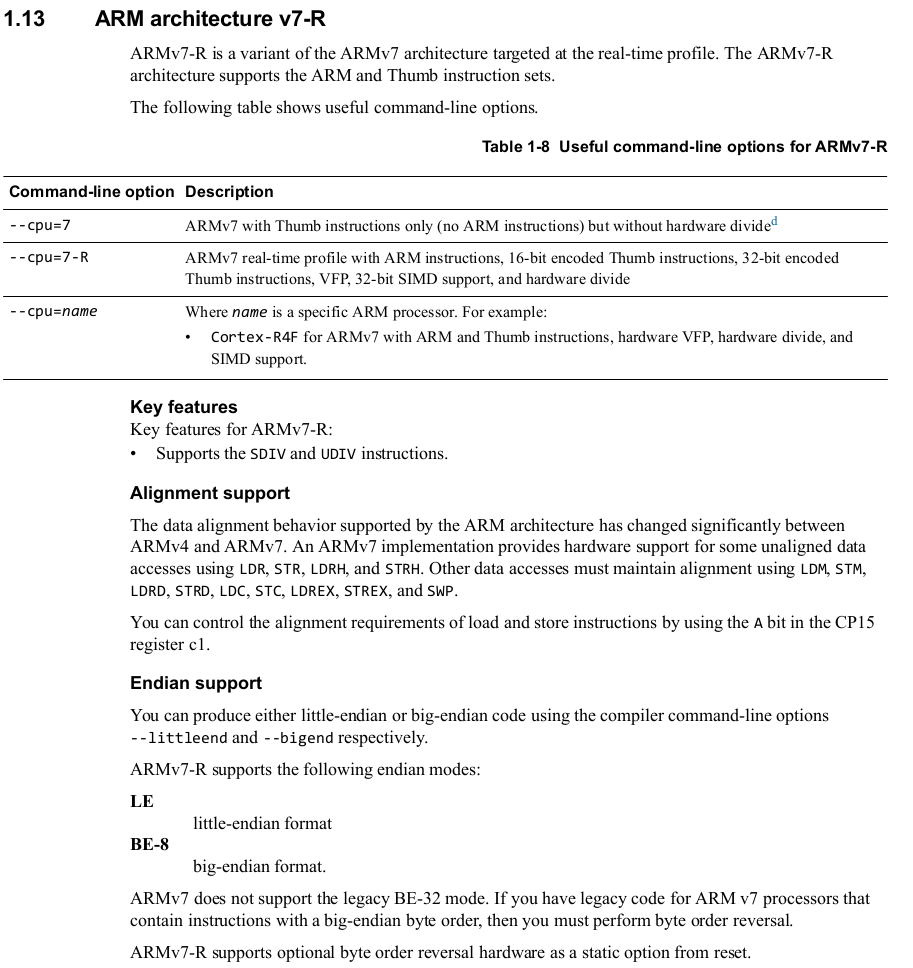 1.13 ARM architecture v7-R
ARMv7-R is a variant of the ARMv7 architecture targeted at the real-time profile. The ARMv7-R
architecture supports the ARM and Thumb instruction sets.
The following table shows useful command-line options.
Table 1-8 Useful command-line options for ARMv7-R
Command-line option Description
--cpu=7 ARMv7 with Thumb instructions only (no ARM instructions) but without hardware divided
--cpu=7-R ARMv7 real-time profile with ARM instructions, 16-bit encoded Thumb instructions, 32-bit encoded
Thumb instructions, VFP, 32-bit SIMD support, and hardware divide
--cpu=name Where name is a specific ARM processor. For example:
• Cortex-R4F for ARMv7 with ARM and Thumb instructions, hardware VFP, hardware divide, and
SIMD support.
Key features
Key features for ARMv7-R:
• Supports the SDIV and UDIV instructions.
Alignment support
The data alignment behavior supported by the ARM architecture has changed significantly between
ARMv4 and ARMv7. An ARMv7 implementation provides hardware support for some unaligned data
accesses using LDR, STR, LDRH, and STRH. Other data accesses must maintain alignment using LDM, STM,
LDRD, STRD, LDC, STC, LDREX, STREX, and SWP.
You can control the alignment requirements of load and store instructions by using the A bit in the CP15
register c1.
Endian support
You can produce either little-endian or big-endian code using the compiler command-line options
--littleend and --bigend respectively.
ARMv7-R supports the following endian modes:
LE
little-endian format
BE-8
big-endian format.
ARMv7 does not support the legacy BE-32 mode. If you have legacy code for ARM v7 processors that
contain instructions with a big-endian byte order, then you must perform byte order reversal.
ARMv7-R supports optional byte order reversal hardware as a static option from reset.